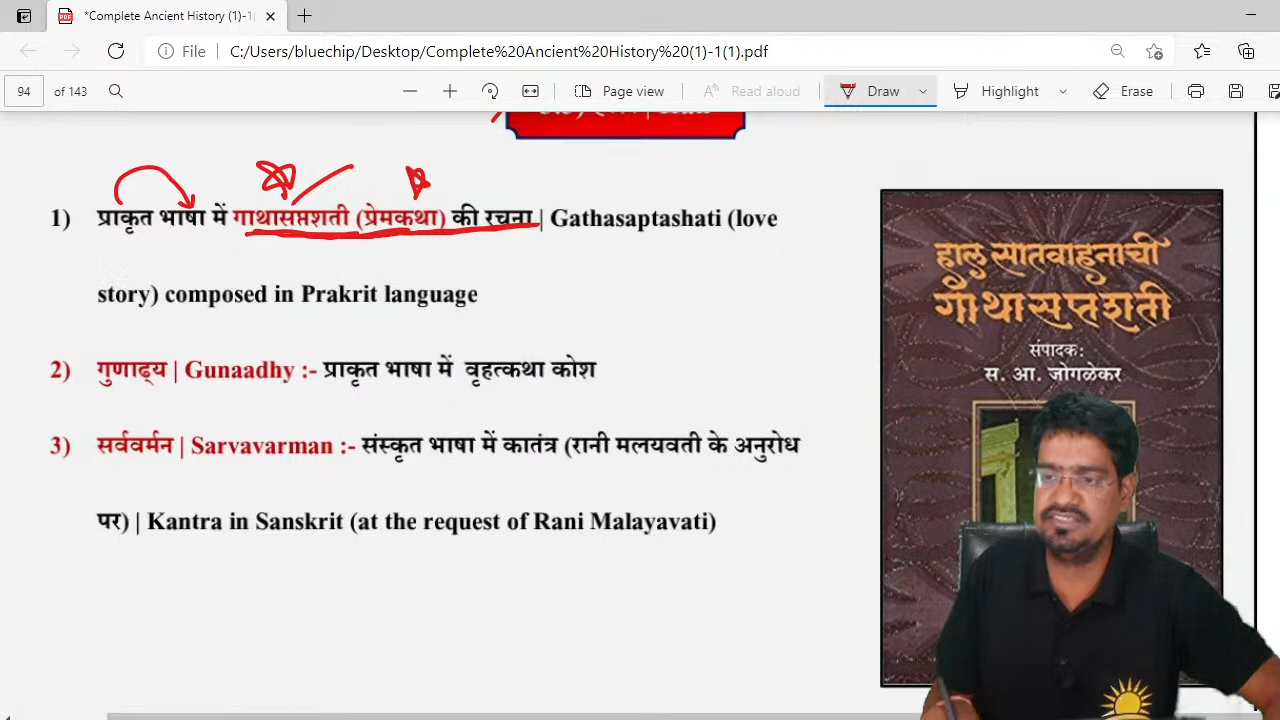 *Complete Ancient History (1)-1(
File
C:/Users/bluechip/Desktop/Complete%20Ancient%20History%20(1)-1(1).pdf
94 of 143
Page view
Read aloud
Draw
Highlight
Erase
1) प्राकृत भाषा में गाथासप्तशती (प्रेमकथा) की रचना | Gathasaptashati (love
story) composed in Prakrit language
2) गुणाढ्य | Gunaadhy :- प्राकृत भाषा में वृहत्कथा कोश
3) सर्ववर्मन | Sarvavarman :- संस्कृत भाषा में कातंत्र (रानी मलयवती के अनुरोध
पर) | Kantra in Sanskrit (at the request of Rani Malayavati)
हाल सातवाहनाची
गाथासप्तशती
संपादक:
स. आ. जोगळेकर